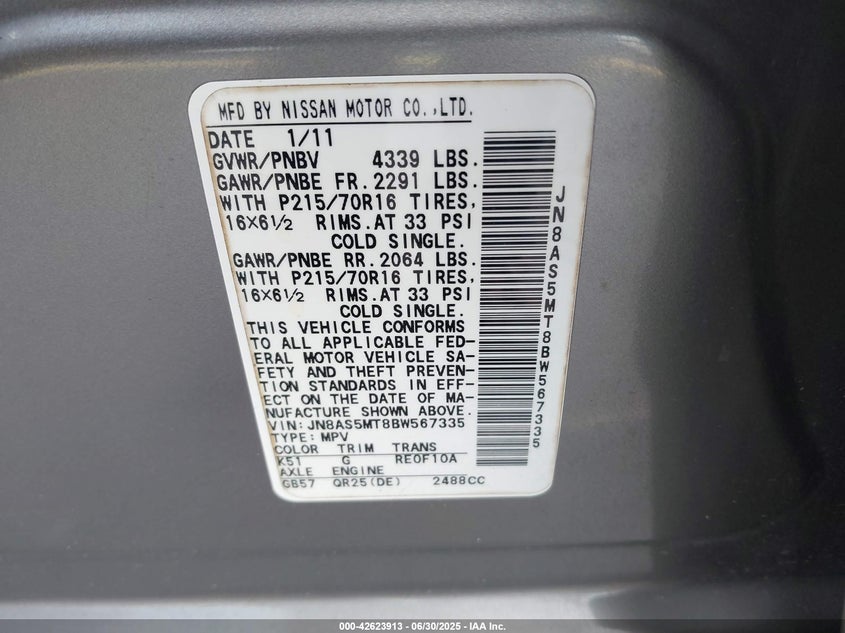 MFD BY NISSAN MOTOR CO.,LTD.
DATE 1/11
GVWR/PNBV 4339 LBS.
GAWR/PNBE FR.2291 LBS.
WITH P215/70R16 TIRES,
16×6½ RIMS.AT 33 PSI
COLD SINGLE.
GAWR/PNBE RR.2064 LBS.
WITH P215/70R16 TIRES,
16×6½ RIMS.AT 33 PSI
COLD SINGLE.
THIS VEHICLE CONFORMS
TO ALL APPLICABLE FED-
ERAL MOTOR VEHICLE SA-
FETY AND THEFT PREVEN-
TION STANDARDS IN EFF-
ECT ON THE DATE OF MA-
NUFACTURE SHOWN ABOVE.
VIN: JN8AS5MT8BW567335
TYPE: MPV
COLOR TRIM TRANS
K51 G RE0F10A
AXLE ENGINE
GB57 QR25(DE) 2488CC
JN8AS5MT8BW567335
000-42623913 - 06/30/2025 - IAA Inc.